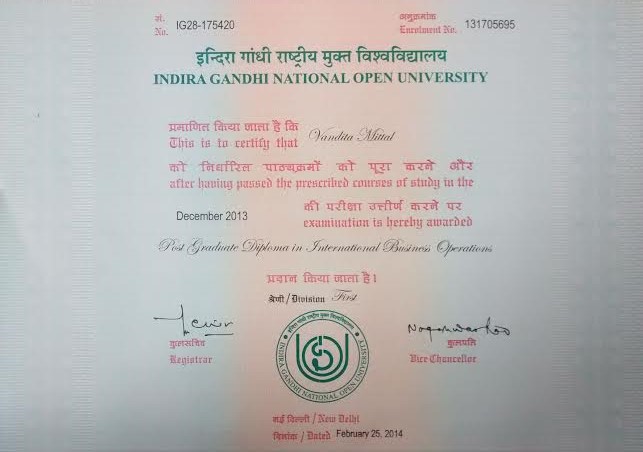 सं.
No. IG28-175420
अनुक्रमांक
Enrolment No. 131705695
इन्दिरा गांधी राष्ट्रीय मुक्त विश्वविद्यालय
INDIRA GANDHI NATIONAL OPEN UNIVERSITY
प्रमाणित किया जाता है कि
This is to certify that Vandita Mittal
को निर्धारित पाठ्यक्रमों को पूरा करने और
after having passed the prescribed courses of study in the
December 2013 की परीक्षा उत्तीर्ण करने पर
examination is hereby awarded
Post Graduate Diploma in International Business Operations
प्रदान किया जाता है।
श्रेणी / Division First
कुलसचिव
Registrar
इन्दिरा गांधी राष्ट्रीय मुक्त विश्वविद्यालय
INDIRA GANDHI NATIONAL OPEN UNIVERSITY
कुलपति
Vice Chancellor
नई दिल्ली / New Delhi
दिनांक / Dated February 25, 2014